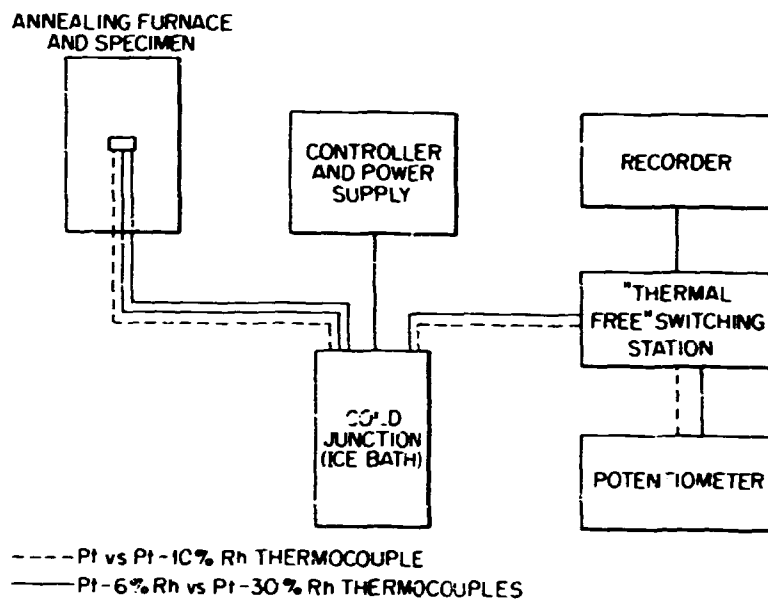 ANNEALING FURNACE
AND SPECIMEN
CONTROLLER
AND POWER
SUPPLY
RECORDER
"THERMAL
FREE" SWITCHING
STATION
COLD
JUNCTION
(ICE BATH)
POTENTIOMETER
Pt vs Pt-10% Rh THERMOCOUPLE
Pt-6% Rh vs Pt-30% Rh THERMOCOUPLES